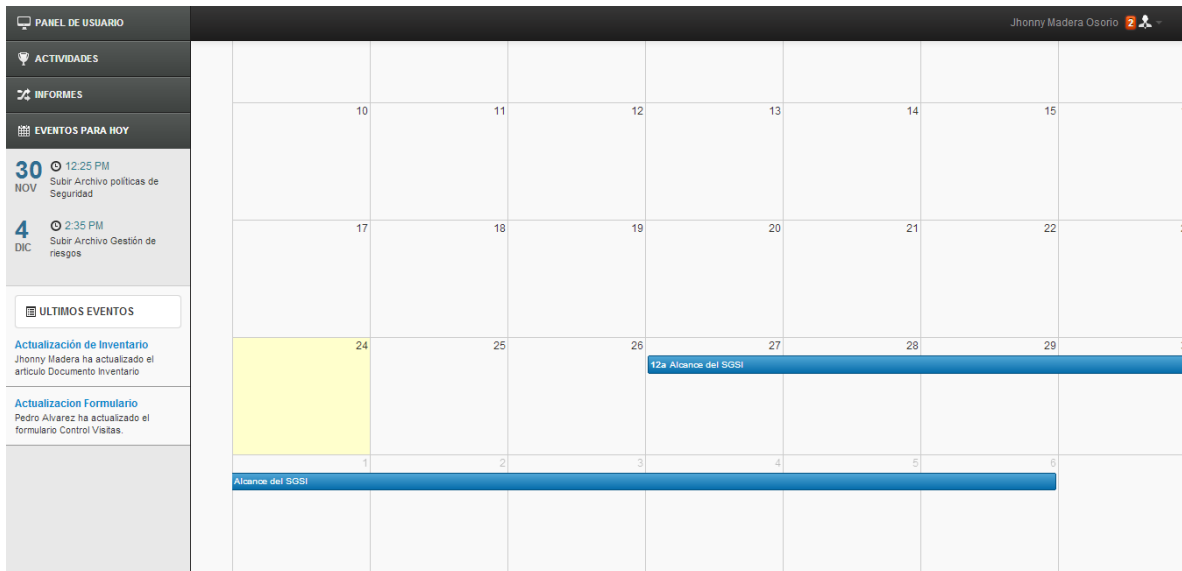 PANEL DE USUARIO
Jhonny Madera Osorio 2
ACTIVIDADES
INFORMES
EVENTOS PARA HOY
30 NOV
12:25 PM
Subir Archivo políticas de
Seguridad
4 DIC
2:35 PM
Subir Archivo Gestión de
riesgos
ULTIMOS EVENTOS
Actualización de Inventario
Jhonny Madera ha actualizado el
articulo Documento Inventario
Actualizacion Formulario
Pedro Alvarez ha actualizado el
formulario Control Visitas.
10 11 12 13 14 15
17 18 19 20 21 22
24 25 26 27 28 29
12a Alcance del SGSI
1 2 3 4 5 6
Alcance del SGSI